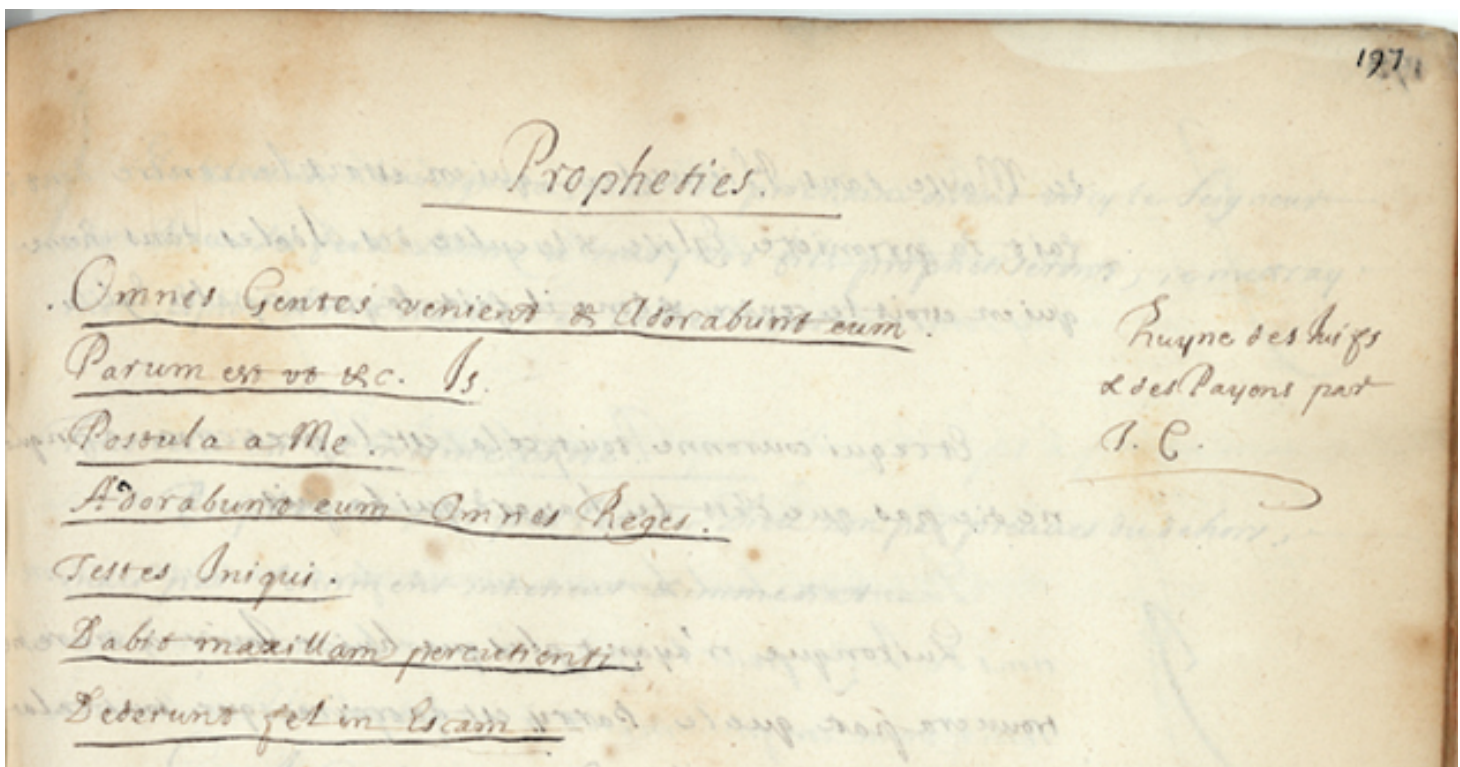 197
Propheties.
. Omnes Gentes venient & Adorabunt eum.
Parum est vt &c. Is.
Postula a Me.
Adorabunt eum Omnes Reges.
Testes Iniqui.
Dabit maxillam percutienti.
Dederunt fel in Escam.
Ruyne des Juifs
& des Payens par
J. C.